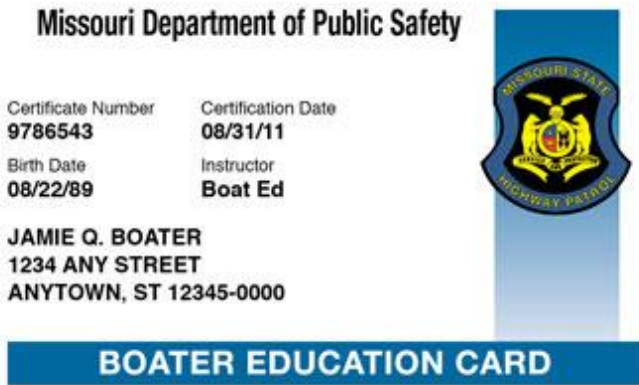 Missouri Department of Public Safety
Certificate Number Certification Date
9786543 08/31/11
Birth Date Instructor
08/22/89 Boat Ed
JAMIE Q. BOATER
1234 ANY STREET
ANYTOWN, ST 12345-0000
MISSOURI STATE
HIGHWAY PATROL
BOATER EDUCATION CARD